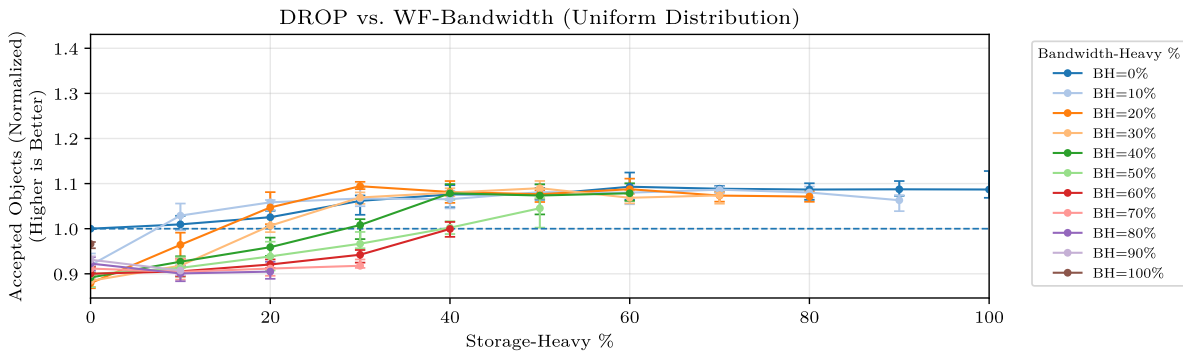 DROP vs. WF-Bandwidth (Uniform Distribution)
Accepted Objects (Normalized)
(Higher is Better)
1.4
1.3
1.2
1.1
1.0
0.9
0
20
40
60
80
100
Storage-Heavy %
Bandwidth-Heavy %
BH=0%
BH=10%
BH=20%
BH=30%
BH=40%
BH=50%
BH=60%
BH=70%
BH=80%
BH=90%
BH=100%